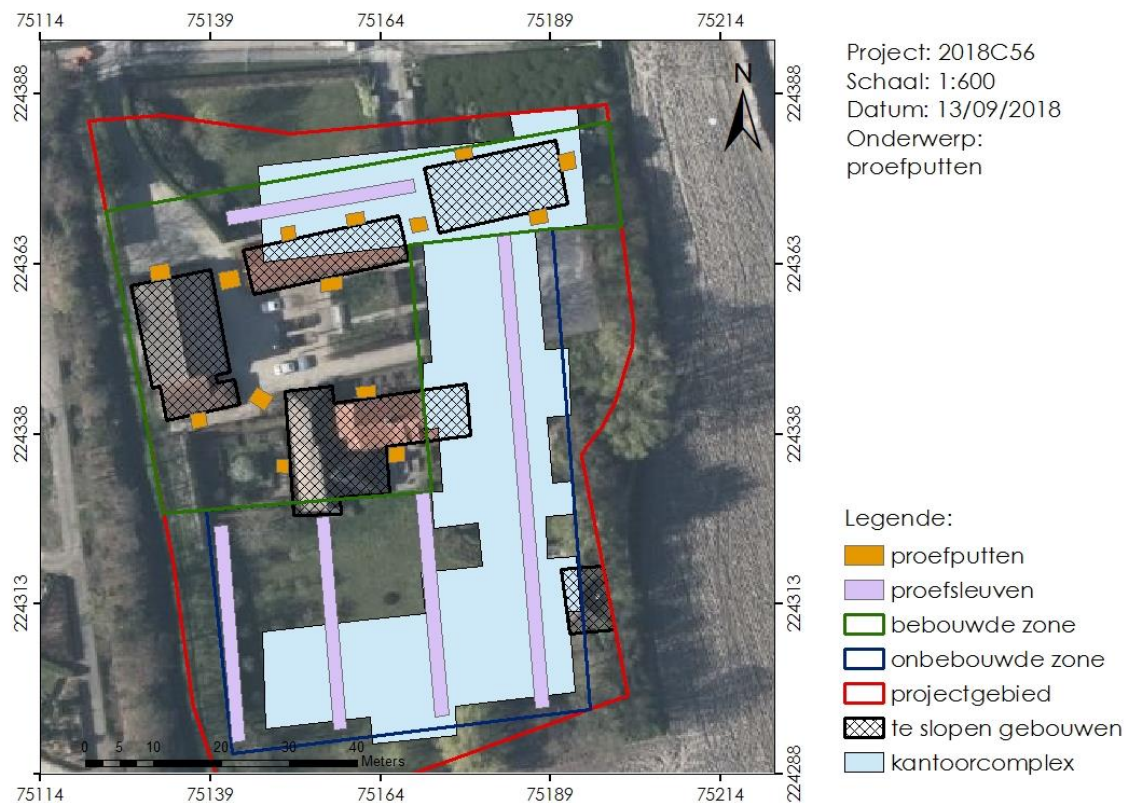 75114 75139 75164 75189 75214
Project: 2018C56
Schaal: 1:600
Datum: 13/09/2018
Onderwerp:
proefputten
N
224388
224388
224363
224363
224338
224338
224313
224313
224288
Legende:
proefputten
proefsleuven
bebouwde zone
onbebouwde zone
projectgebied
te slopen gebouwen
kantoorcomplex
0 5 10 20 30 40
Meters
75114 75139 75164 75189 75214